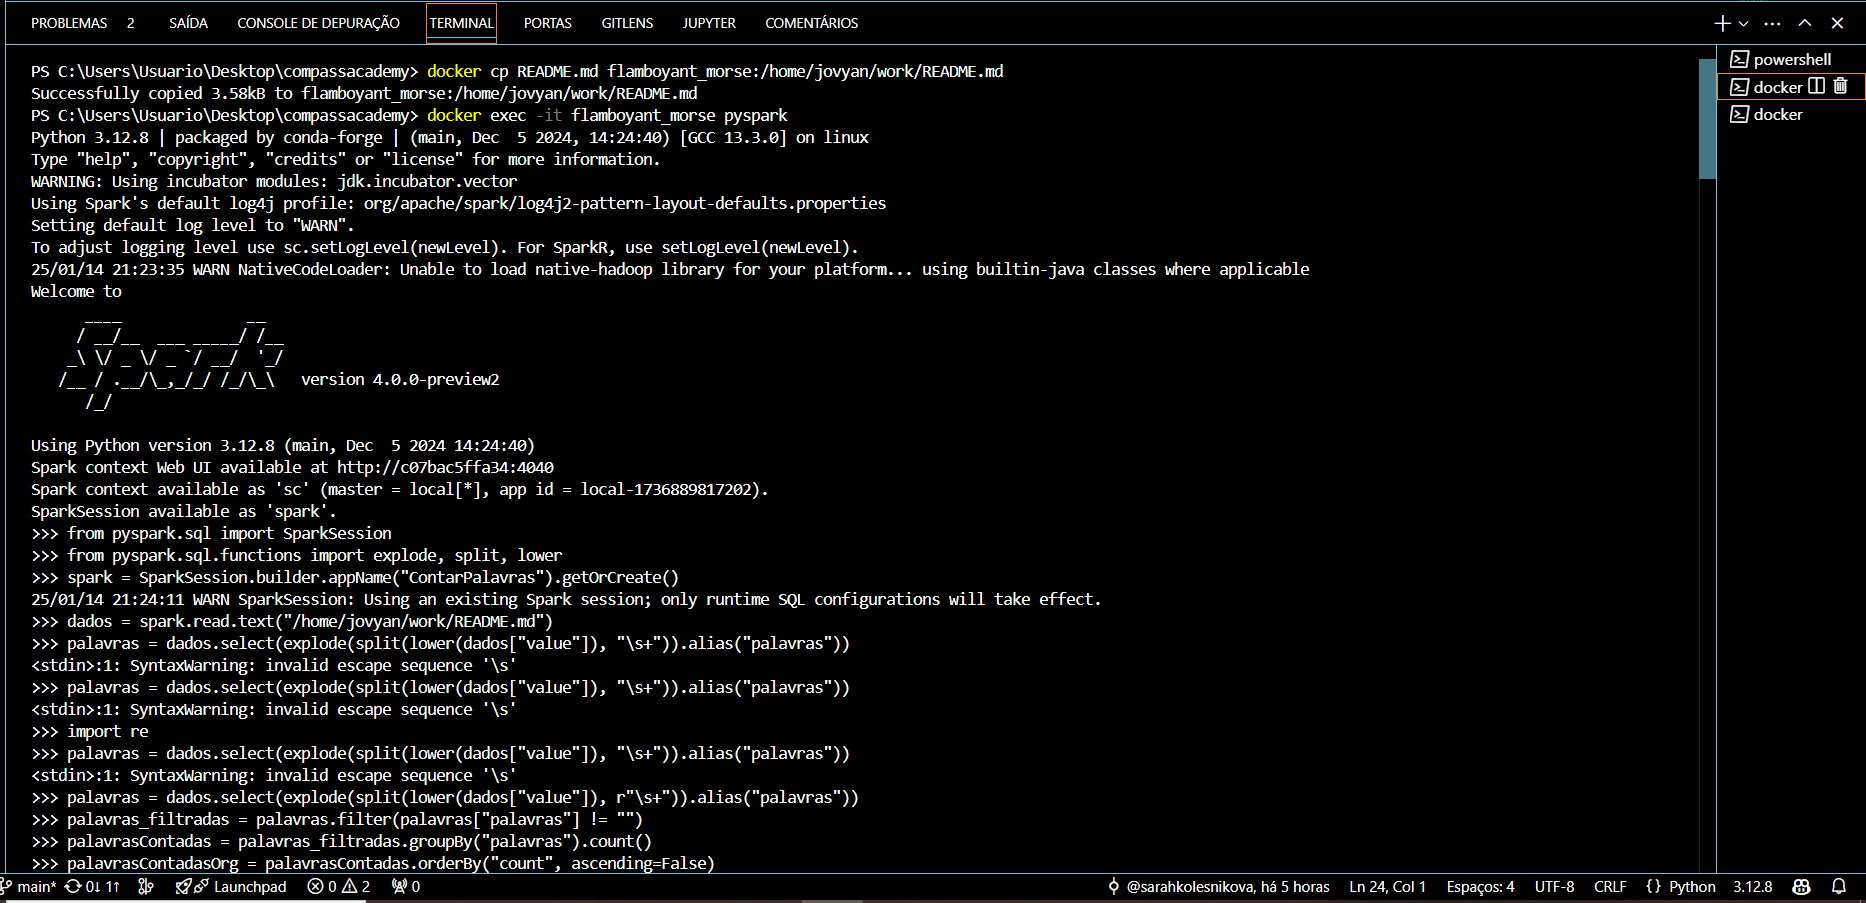 PROBLEMAS 2 SAÍDA CONSOLE DE DEPURAÇÃO TERMINAL PORTAS GITLENS JUPYTER COMENTÁRIOS
PS C:\Users\Usuario\Desktop\compassacademy> docker cp README.md flamboyant_morse:/home/jovyan/work/README.md
Successfully copied 3.58kB to flamboyant_morse:/home/jovyan/work/README.md
PS C:\Users\Usuario\Desktop\compassacademy> docker exec -it flamboyant_morse pyspark
Python 3.12.8 | packaged by conda-forge | (main, Dec  5 2024, 14:24:40) [GCC 13.3.0] on linux
Type "help", "copyright", "credits" or "license" for more information.
WARNING: Using incubator modules: jdk.incubator.vector
Using Spark's default log4j profile: org/apache/spark/log4j2-pattern-layout-defaults.properties
Setting default log level to "WARN".
To adjust logging level use sc.setLogLevel(newLevel). For SparkR, use setLogLevel(newLevel).
25/01/14 21:23:35 WARN NativeCodeLoader: Unable to load native-hadoop library for your platform... using builtin-java classes where applicable
Welcome to
      ____              __
     / __/__  ___ _____/ /__
    _\ \/ _ \/ _ `/ __/  '_/
   /__ / .__/\_,_/_/ /_/\_\   version 4.0.0-preview2
      /_/
Using Python version 3.12.8 (main, Dec  5 2024 14:24:40)
Spark context Web UI available at http://c07bac5ffa34:4040
Spark context available as 'sc' (master = local[*], app id = local-1736889817202).
SparkSession available as 'spark'.
>>> from pyspark.sql import SparkSession
>>> from pyspark.sql.functions import explode, split, lower
>>> spark = SparkSession.builder.appName("ContarPalavras").getOrCreate()
25/01/14 21:24:11 WARN SparkSession: Using an existing Spark session; only runtime SQL configurations will take effect.
>>> dados = spark.read.text("/home/jovyan/work/README.md")
>>> palavras = dados.select(explode(split(lower(dados["value"]), "\s+")).alias("palavras"))
<stdin>:1: SyntaxWarning: invalid escape sequence '\s'
>>> palavras = dados.select(explode(split(lower(dados["value"]), "\s+")).alias("palavras"))
<stdin>:1: SyntaxWarning: invalid escape sequence '\s'
>>> import re
>>> palavras = dados.select(explode(split(lower(dados["value"]), "\s+")).alias("palavras"))
<stdin>:1: SyntaxWarning: invalid escape sequence '\s'
>>> palavras = dados.select(explode(split(lower(dados["value"]), r"\s+")).alias("palavras"))
>>> palavras_filtradas = palavras.filter(palavras["palavras"] != "")
>>> palavrasContadas = palavras_filtradas.groupBy("palavras").count()
>>> palavrasContadasOrg = palavrasContadas.orderBy("count", ascending=False)
powershell
docker
docker
main* 0↓ 1↑ Launchpad 0 2 0 @sarahkolesnikova, há 5 horas Ln 24, Col 1 Espaços: 4 UTF-8 CRLF {} Python 3.12.8